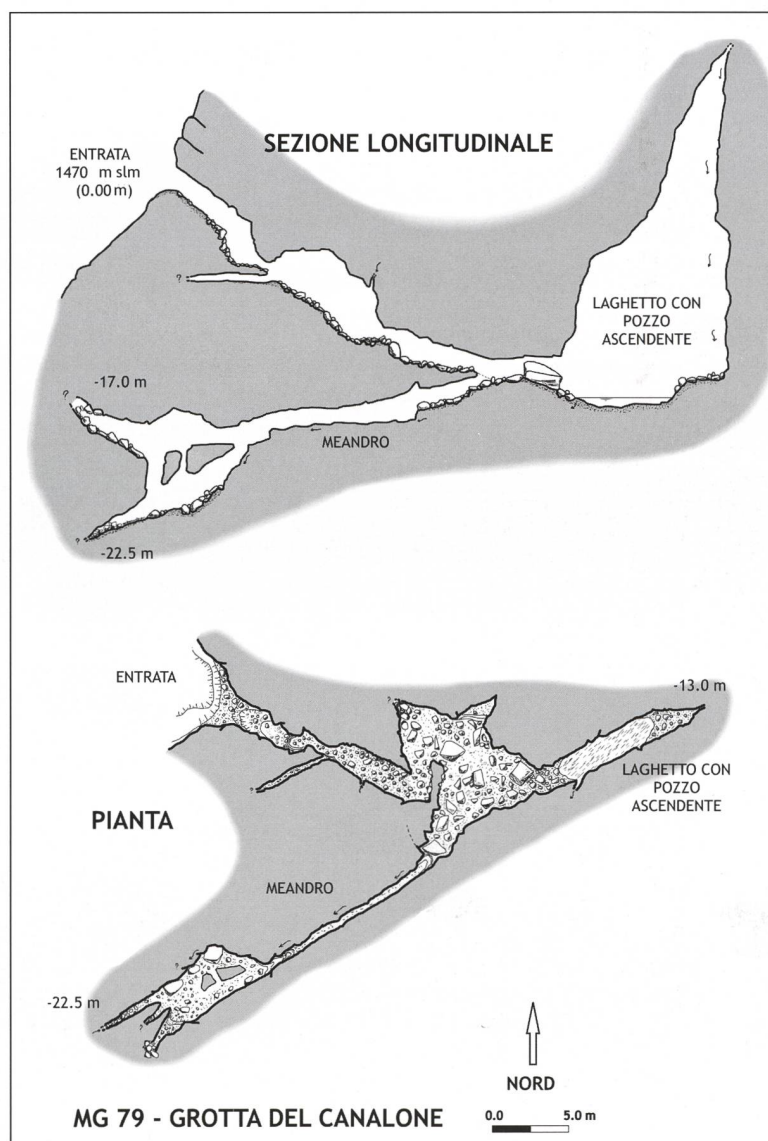 SEZIONE LONGITUDINALE
ENTRATA
1470 m slm
(0.00 m)
?
LAGHETTO CON
POZZO
ASCENDENTE
-17.0 m
?
MEANDRO
?
-22.5 m
ENTRATA
?
-13.0 m
?
LAGHETTO CON
POZZO
ASCENDENTE
PIANTA
MEANDRO
-22.5 m
NORD
MG 79 - GROTTA DEL CANALONE
0.0 5.0 m